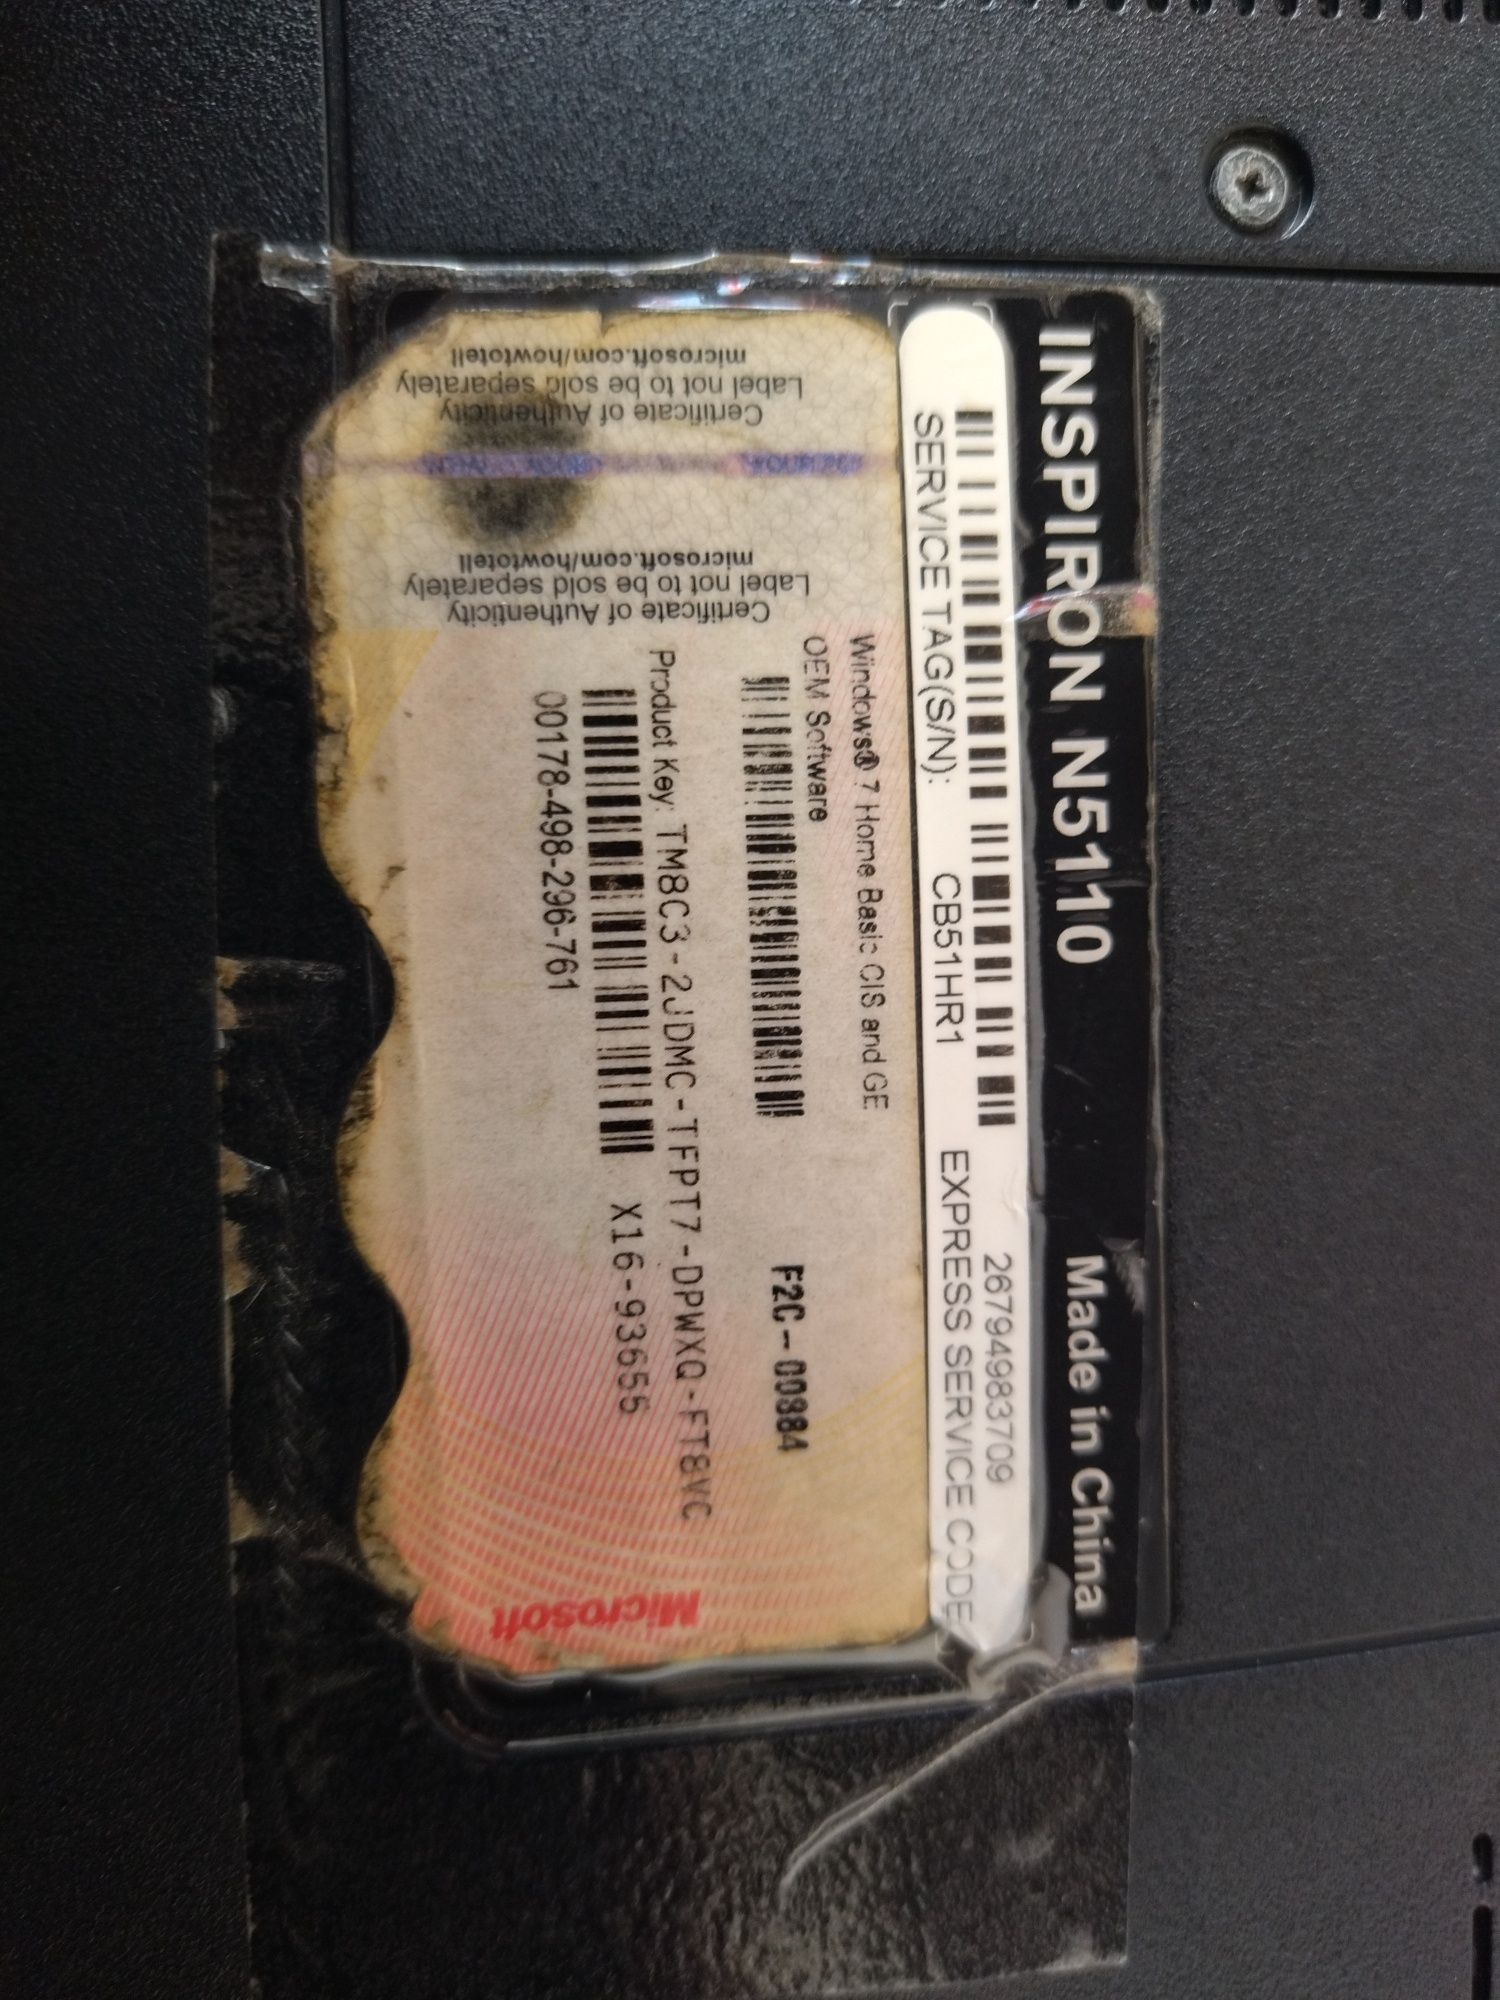 INSPIRON N5110 Made in China
26794983709
SERVICE TAG(S/N): CB51HR1 EXPRESS SERVICE CODE
Windows® 7 Home Basic CIS and GE
OEM Software
F2C-00884
Product Key: TM8C3-2JDMC-TFPT7-DPWXQ-FT8VC
X16-93655
00178-498-296-761
Certificate of Authenticity
Label not to be sold separately
microsoft.com/howtotell
Certificate of Authenticity
Label not to be sold separately
microsoft.com/howtotell
Microsoft